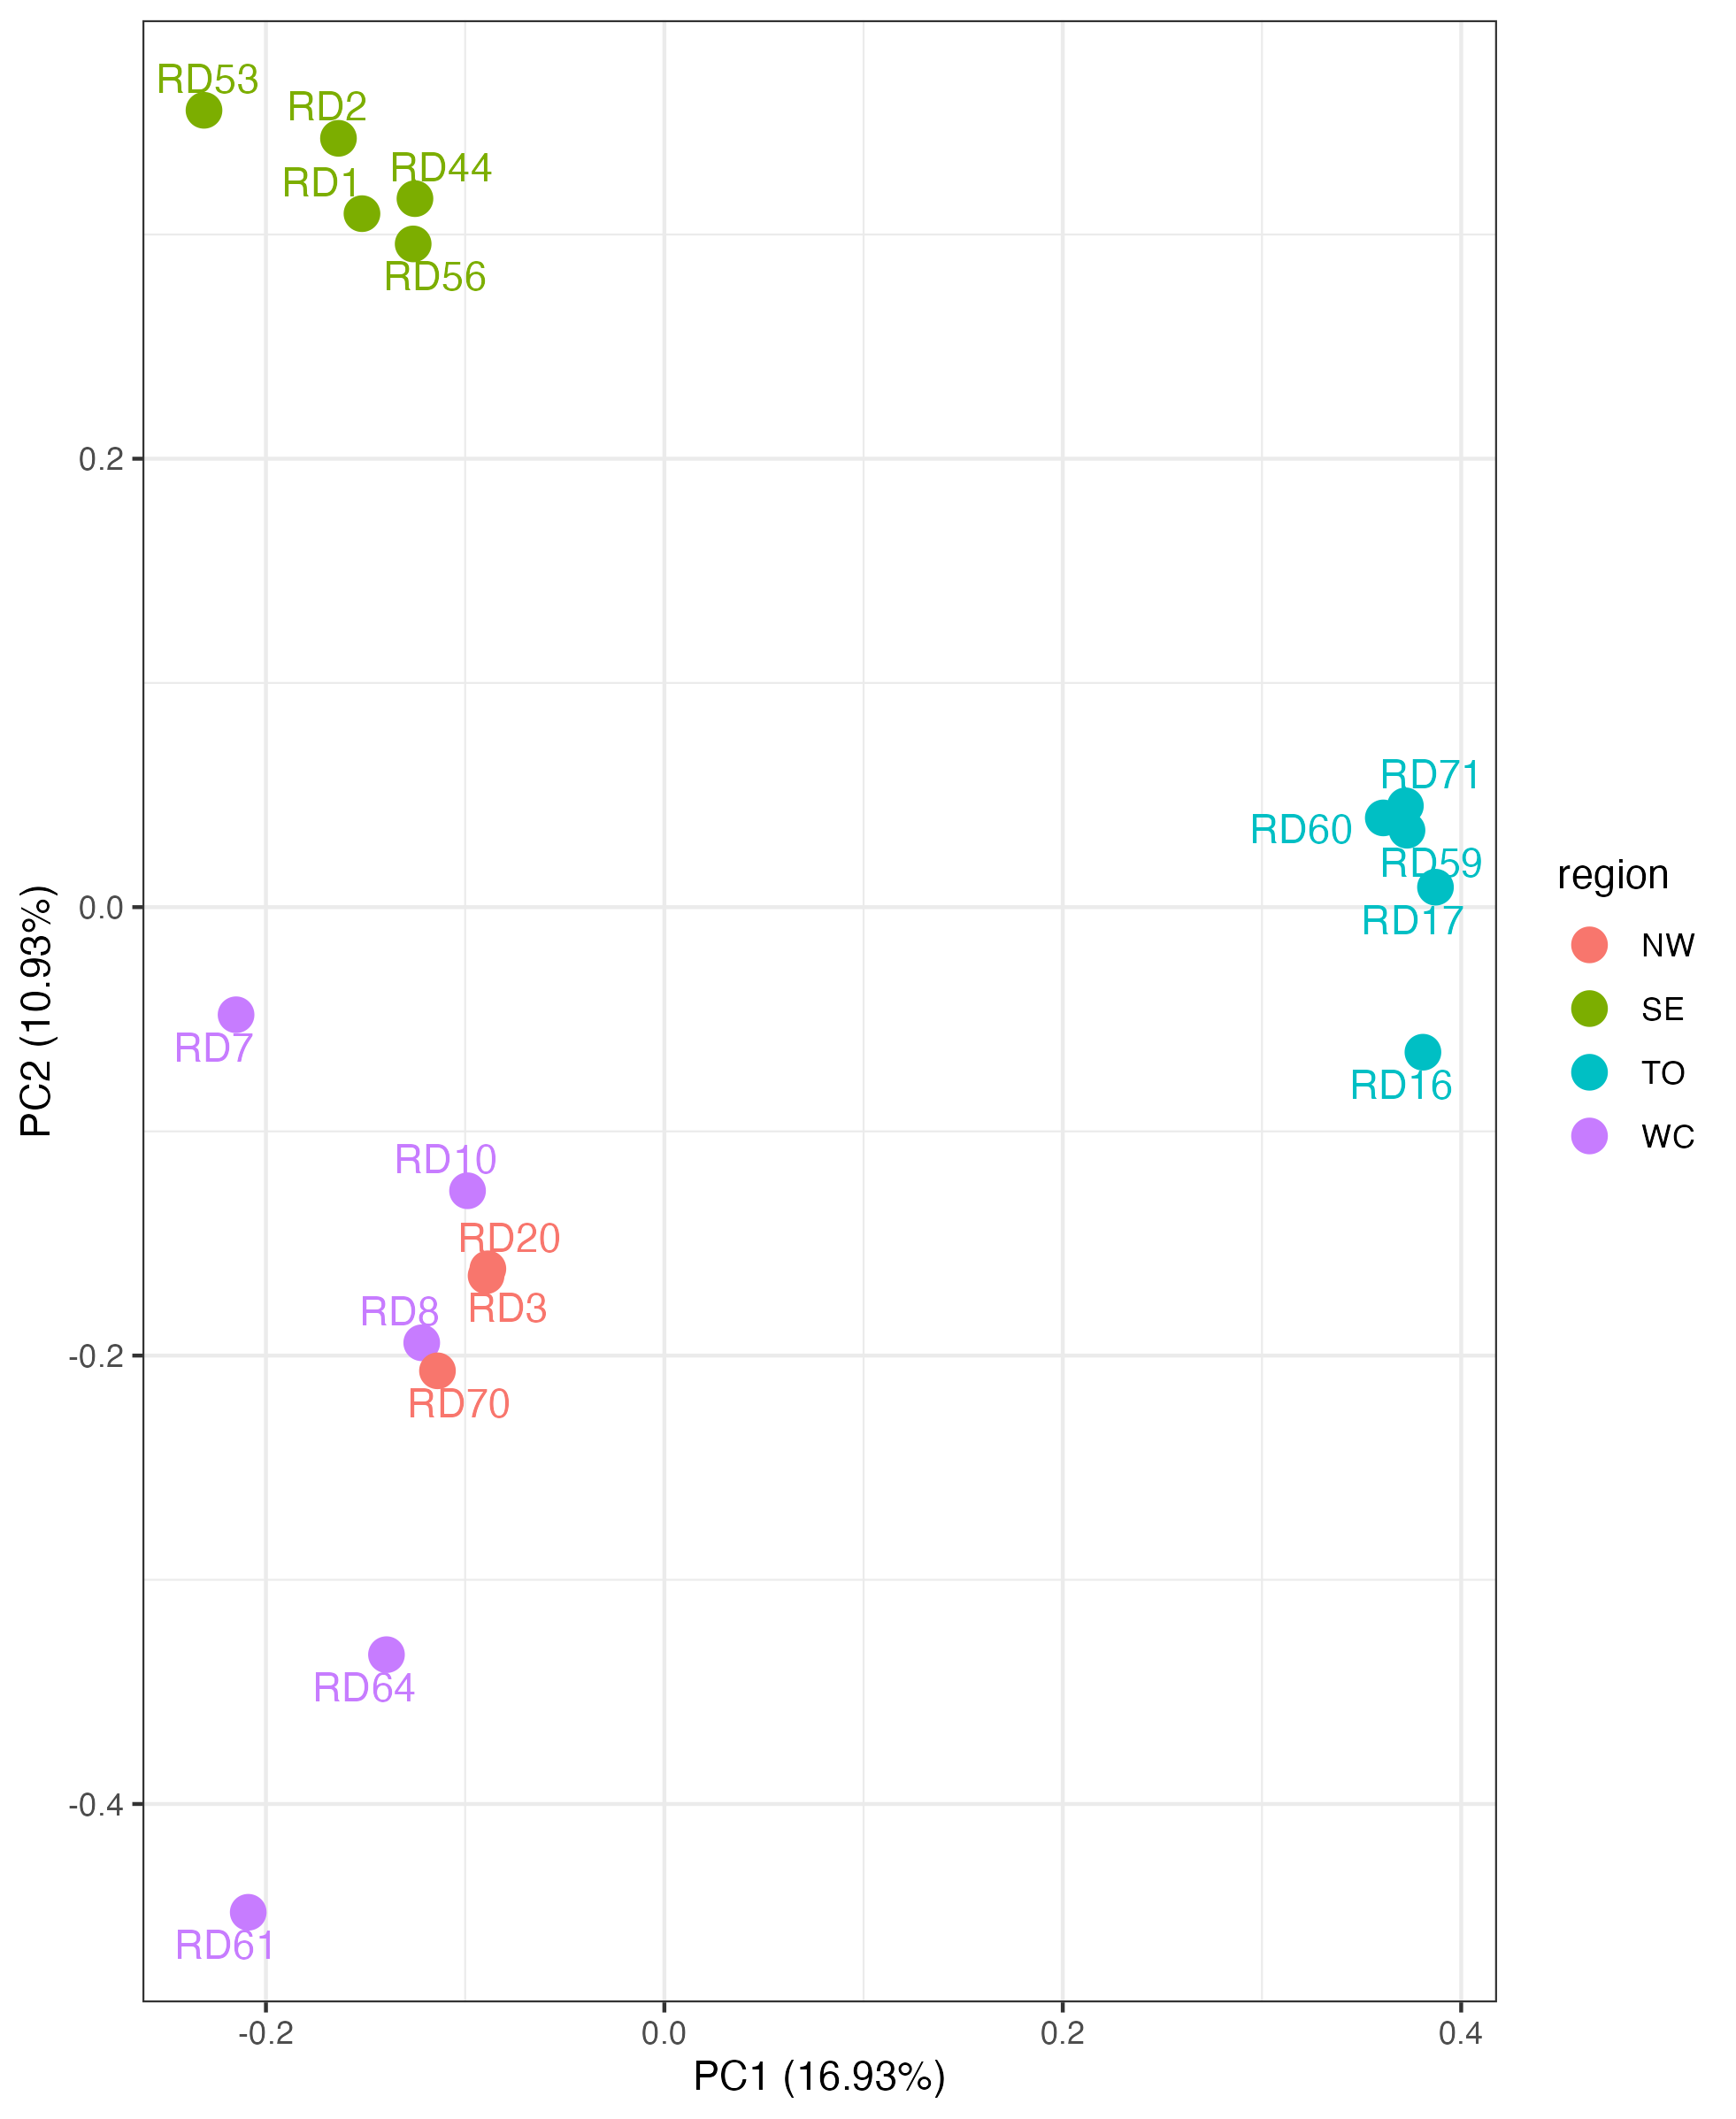 RD53
RD2
RD44
RD1
RD56
0.2
RD71
RD60
RD59
0.0
RD17
RD7
RD16
RD10
RD20
RD3
RD8
-0.2
RD70
RD64
-0.4
RD61
-0.2
0.0
0.2
0.4
PC1 (16.93%)
PC2 (10.93%)
region
NW
SE
TO
WC